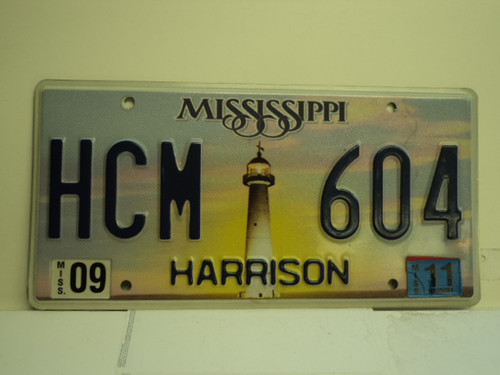 MISSISSIPPI
HCM 604
MISS. 09
HARRISON
11